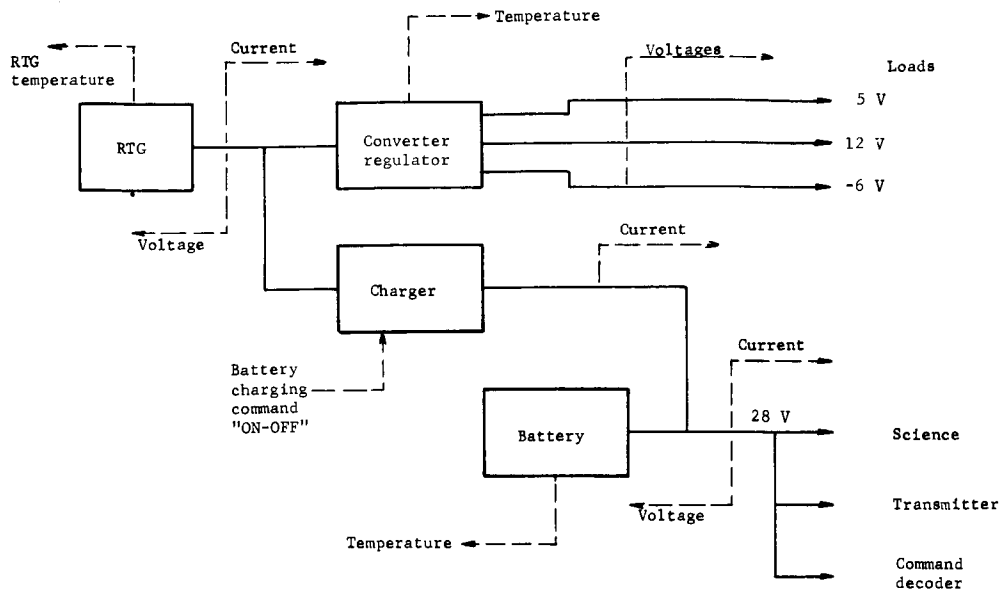 Temperature
RTG
temperature
Current
Voltages
Loads
RTG
Converter
regulator
5 V
12 V
-6 V
Voltage
Current
Charger
Battery
charging
command
"ON-OFF"
Current
28 V
Battery
Science
Voltage
Transmitter
Temperature
Command
decoder